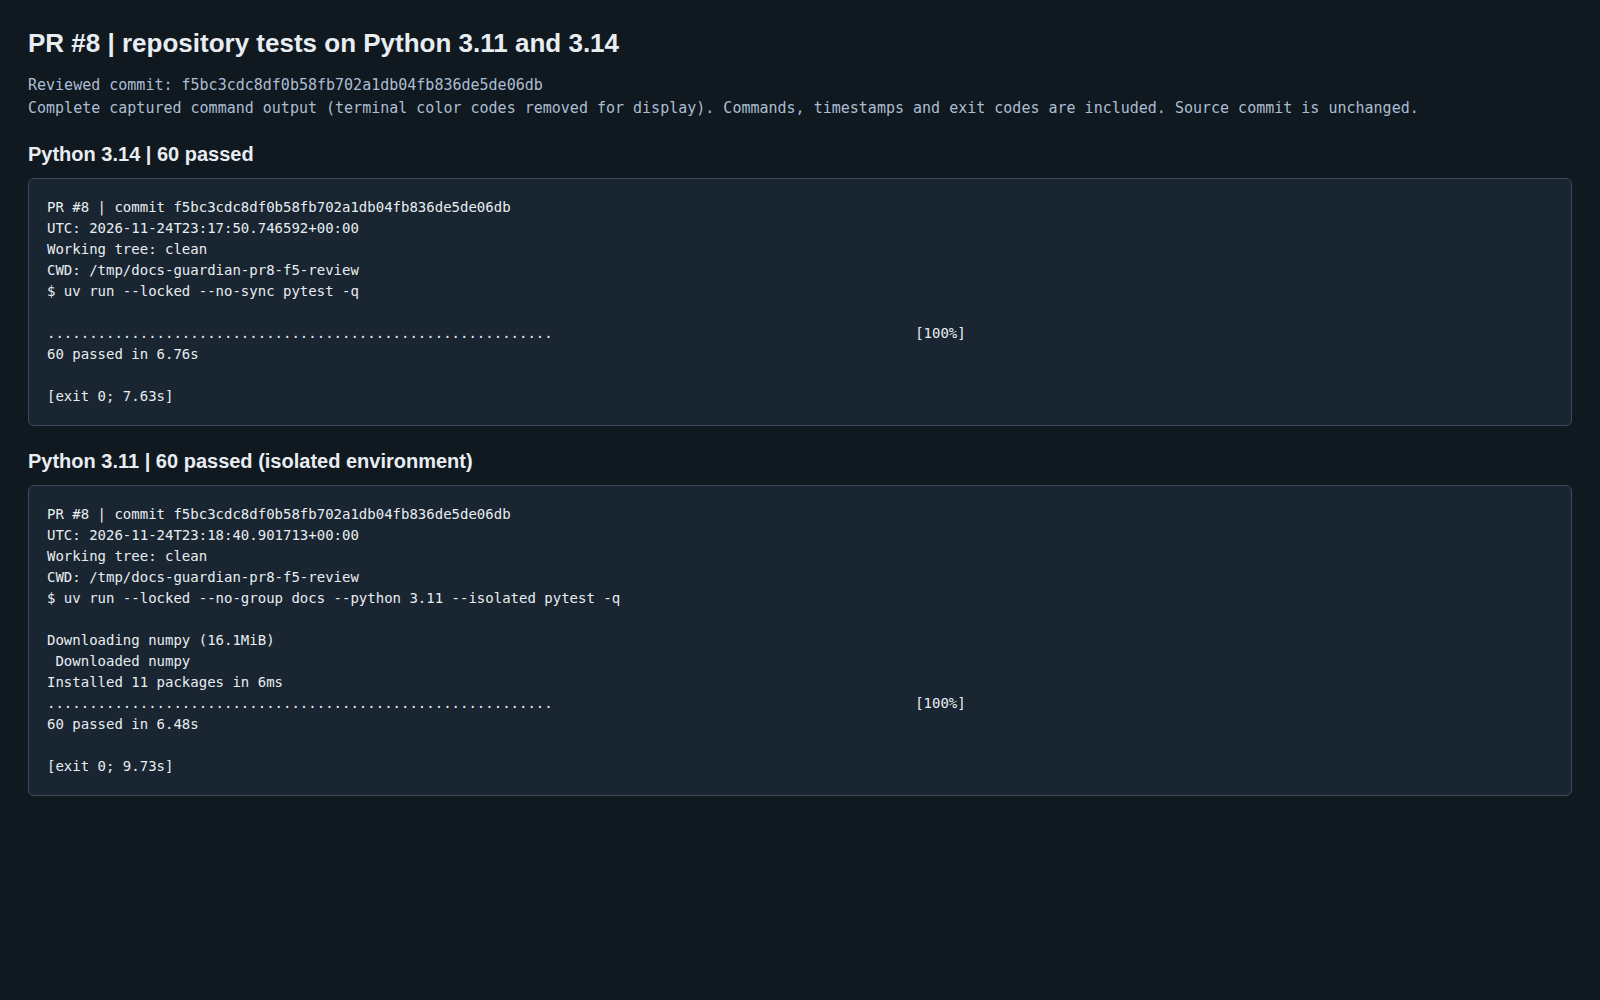 PR #8 | repository tests on Python 3.11 and 3.14
Reviewed commit: f5bc3cdc8df0b58fb702a1db04fb836de5de06db
Complete captured command output (terminal color codes removed for display). Commands, timestamps and exit codes are included. Source commit is unchanged.
Python 3.14 | 60 passed
PR #8 | commit f5bc3cdc8df0b58fb702a1db04fb836de5de06db
UTC: 2026-11-24T23:17:50.746592+00:00
Working tree: clean
CWD: /tmp/docs-guardian-pr8-f5-review
$ uv run --locked --no-sync pytest -q
............................................................ [100%]
60 passed in 6.76s
[exit 0; 7.63s]
Python 3.11 | 60 passed (isolated environment)
PR #8 | commit f5bc3cdc8df0b58fb702a1db04fb836de5de06db
UTC: 2026-11-24T23:18:40.901713+00:00
Working tree: clean
CWD: /tmp/docs-guardian-pr8-f5-review
$ uv run --locked --no-group docs --python 3.11 --isolated pytest -q
Downloading numpy (16.1MiB)
Downloaded numpy
Installed 11 packages in 6ms
............................................................ [100%]
60 passed in 6.48s
[exit 0; 9.73s]